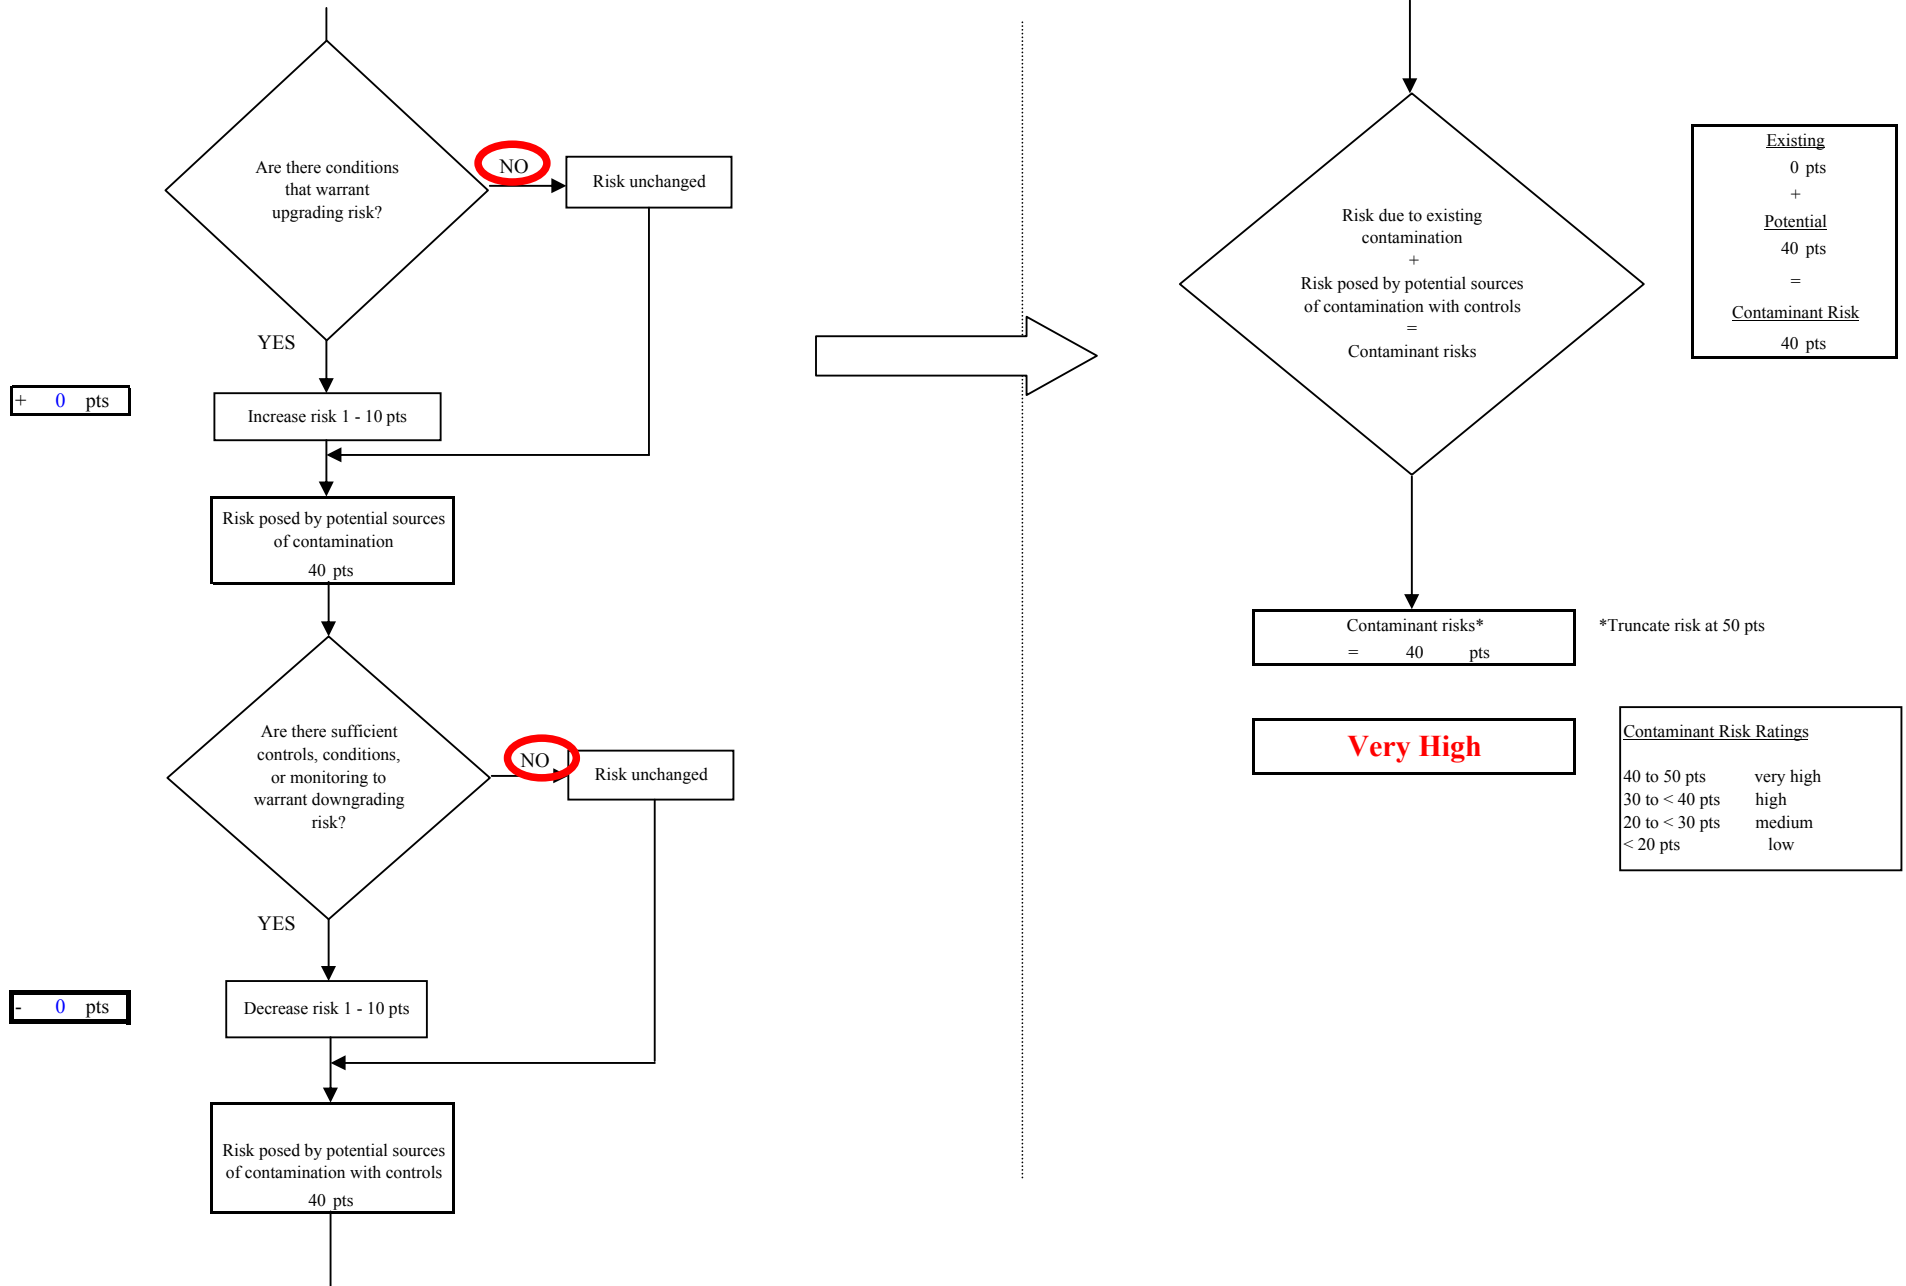 Are there conditions
that warrant
upgrading risk?
NO
Risk unchanged
YES
+ 0 pts
Increase risk 1 - 10 pts
Risk posed by potential sources
of contamination
40 pts
Are there sufficient
controls, conditions,
or monitoring to
warrant downgrading
risk?
NO
Risk unchanged
YES
- 0 pts
Decrease risk 1 - 10 pts
Risk posed by potential sources
of contamination with controls
40 pts
Risk due to existing
contamination
+
Risk posed by potential sources
of contamination with controls
=
Contaminant risks
Existing
0 pts
+
Potential
40 pts
=
Contaminant Risk
40 pts
Contaminant risks*
= 40 pts
*Truncate risk at 50 pts
Very High
Contaminant Risk Ratings
40 to 50 pts very high
30 to < 40 pts high
20 to < 30 pts medium
< 20 pts low